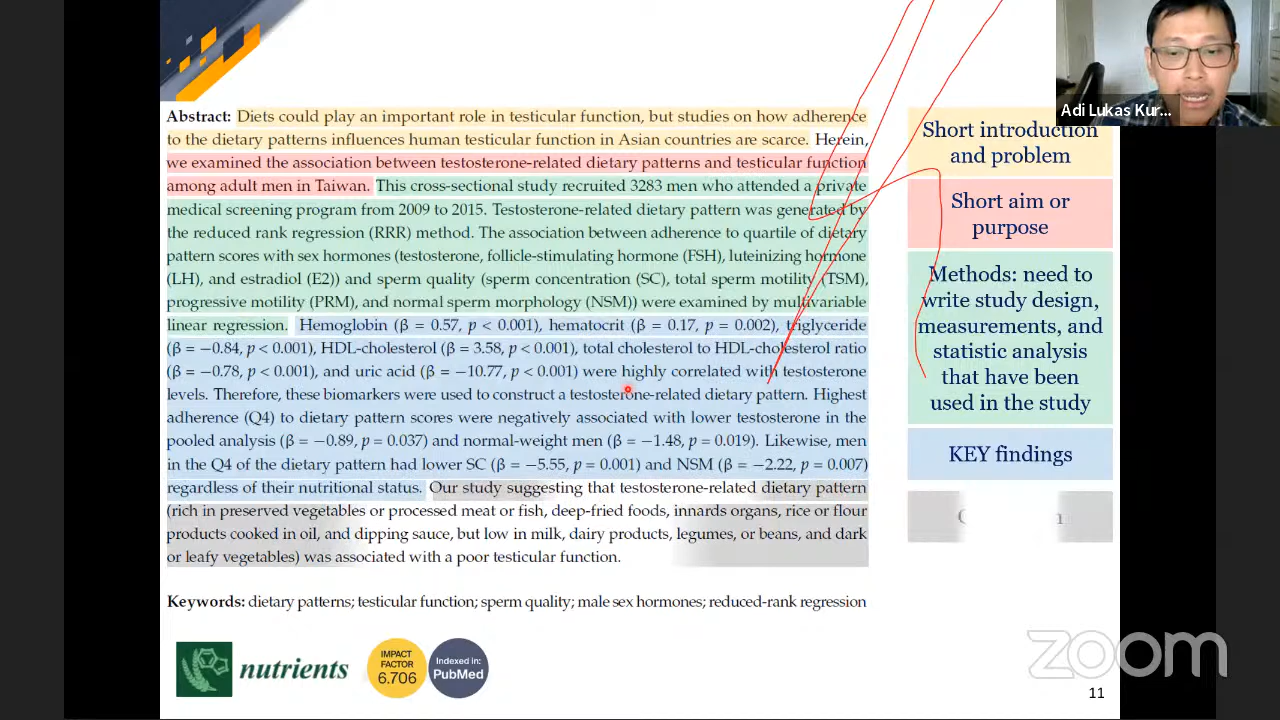 Adi Lukas Kur...
Abstract: Diets could play an important role in testicular function, but studies on how adherence
to the dietary patterns influences human testicular function in Asian countries are scarce. Herein,
we examined the association between testosterone-related dietary patterns and testicular function
among adult men in Taiwan. This cross-sectional study recruited 3283 men who attended a private
medical screening program from 2009 to 2015. Testosterone-related dietary pattern was generated by
the reduced rank regression (RRR) method. The association between adherence to quartile of dietary
pattern scores with sex hormones (testosterone, follicle-stimulating hormone (FSH), luteinizing hormone
(LH), and estradiol (E2)) and sperm quality (sperm concentration (SC), total sperm motility (TSM),
progressive motility (PRM), and normal sperm morphology (NSM)) were examined by multivariable
linear regression. Hemoglobin (β = 0.57, p < 0.001), hematocrit (β = 0.17, p = 0.002), triglyceride
(β = −0.84, p < 0.001), HDL-cholesterol (β = 3.58, p < 0.001), total cholesterol to HDL-cholesterol ratio
(β = −0.78, p < 0.001), and uric acid (β = −10.77, p < 0.001) were highly correlated with testosterone
levels. Therefore, these biomarkers were used to construct a testosterone-related dietary pattern. Highest
adherence (Q4) to dietary pattern scores were negatively associated with lower testosterone in the
pooled analysis (β = −0.89, p = 0.037) and normal-weight men (β = −1.48, p = 0.019). Likewise, men
in the Q4 of the dietary pattern had lower SC (β = −5.55, p = 0.001) and NSM (β = −2.22, p = 0.007)
regardless of their nutritional status. Our study suggesting that testosterone-related dietary pattern
(rich in preserved vegetables or processed meat or fish, deep-fried foods, innards organs, rice or flour
products cooked in oil, and dipping sauce, but low in milk, dairy products, legumes, or beans, and dark
or leafy vegetables) was associated with a poor testicular function.
Keywords: dietary patterns; testicular function; sperm quality; male sex hormones; reduced-rank regression
Short introduction
and problem
Short aim or
purpose
Methods: need to
write study design,
measurements, and
statistic analysis
that have been
used in the study
KEY findings
nutrients
IMPACT
FACTOR
6.706
Indexed in:
PubMed
zoom
11